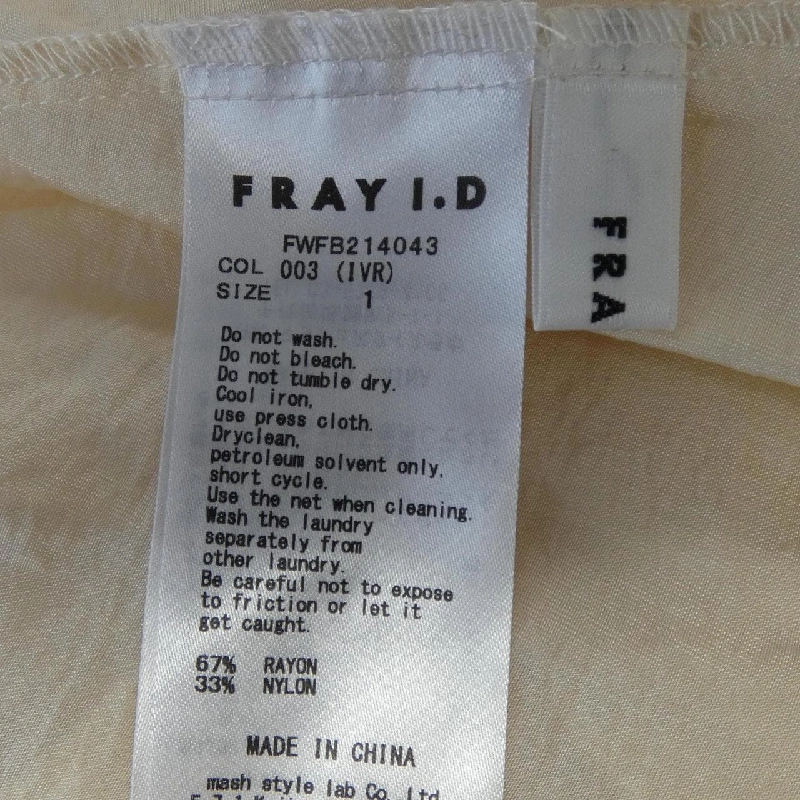 FRAY I.D
FWFB214043
COL 003 (IVR)
SIZE 1
Do not wash.
Do not bleach.
Do not tumble dry.
Cool iron,
use press cloth.
Dryclean,
petroleum solvent only,
short cycle.
Use the net when cleaning.
Wash the laundry
separately from
other laundry.
Be careful not to expose
to friction or let it
get caught.
67% RAYON
33% NYLON
MADE IN CHINA
mash style lab Co. Ltd
FRA